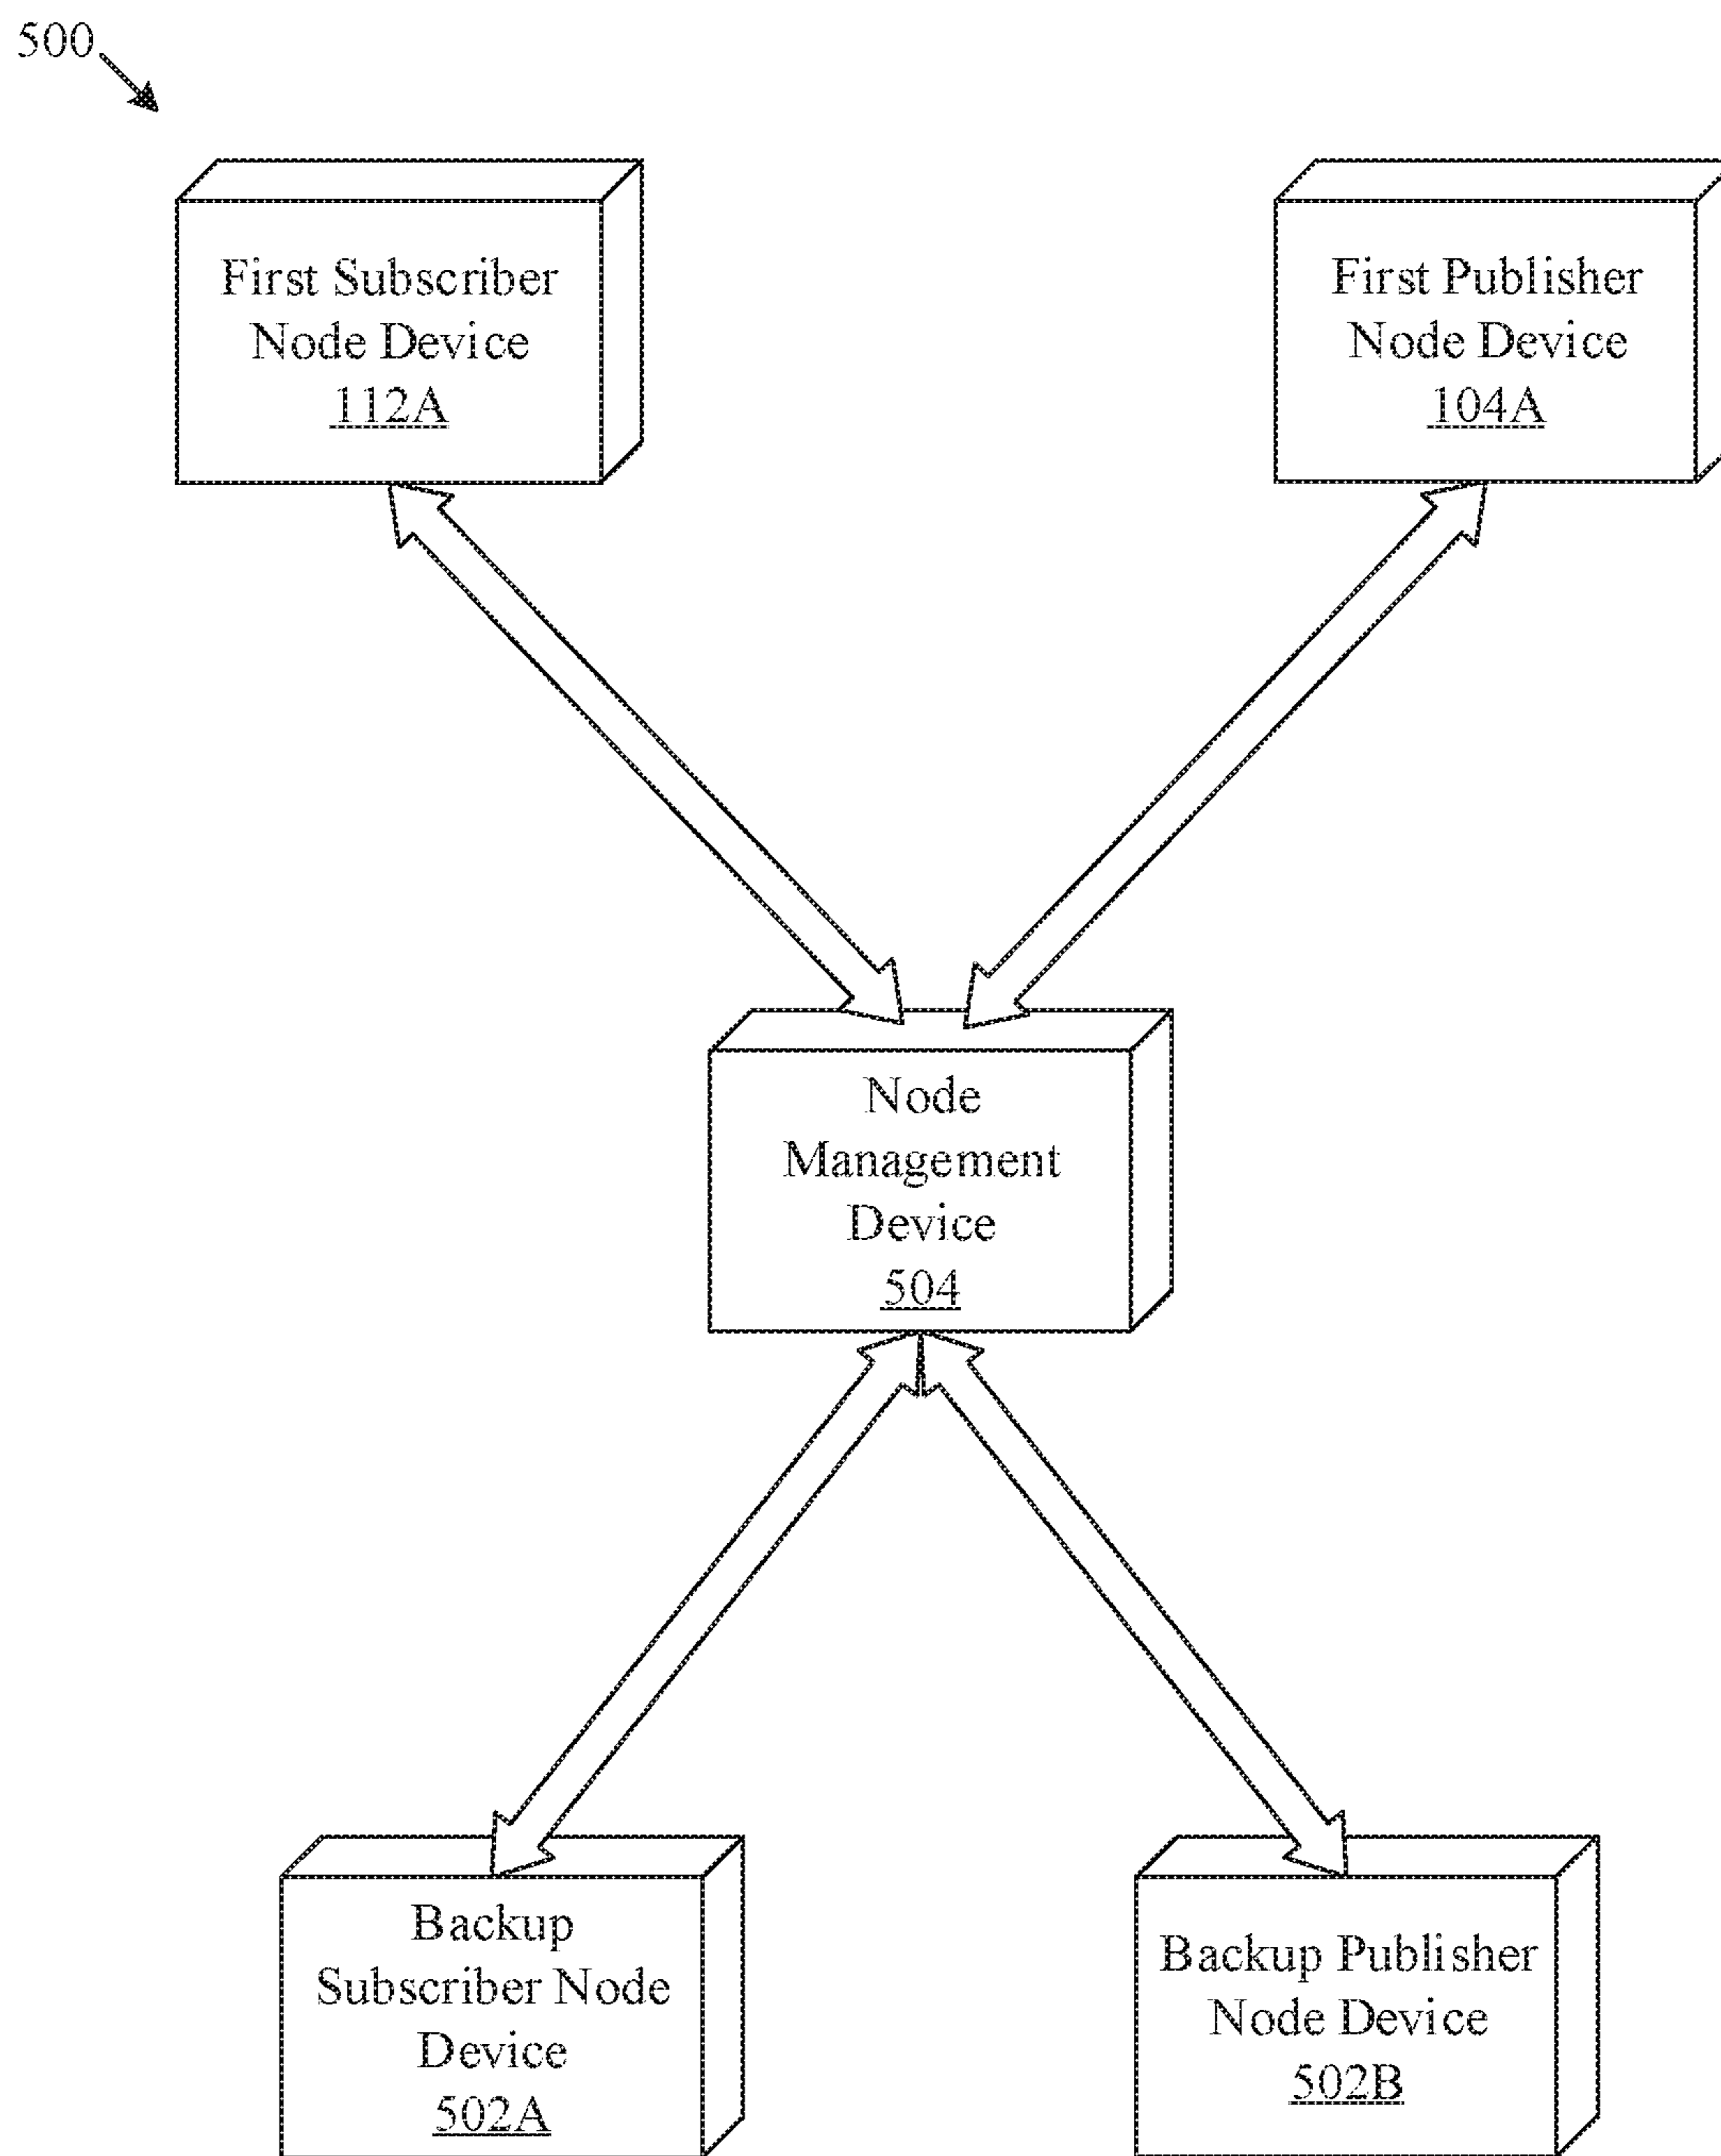 500
First Subscriber
Node Device
112A
First Publisher
Node Device
104A
Node
Management
Device
504
Backup
Subscriber Node
Device
502A
Backup Publisher
Node Device
502B